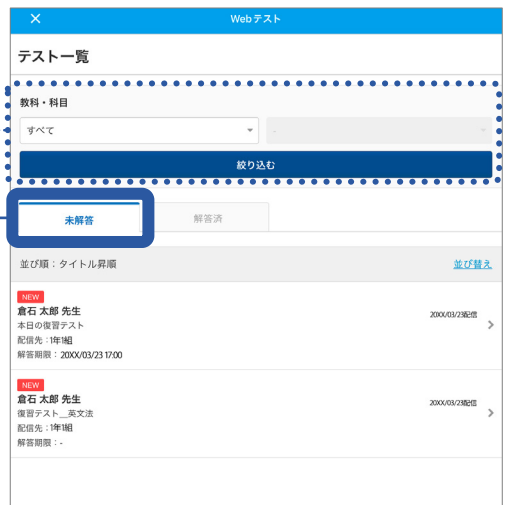 Webテスト
テスト一覧
教科・科目
すべて
-
絞り込む
未解答
解答済
並び順：タイトル昇順
並び替え
NEW
倉石 太郎 先生
20XX/03/23配信
本日の復習テスト
配信先：1年1組
解答期限： 20XX/03/23 17:00
NEW
倉石 太郎 先生
20XX/03/23配信
復習テスト__英文法
配信先：1年1組
解答期限：-